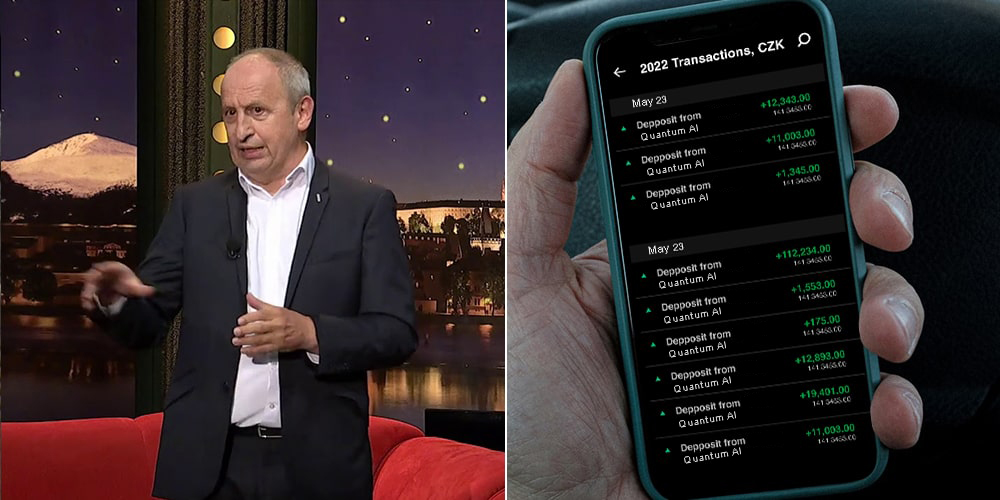 2022 Transactions, CZK
May 23
Depposit from +12,343.00
Quantum AI
Depposit from +11,003.00
Quantum AI
Depposit from +1,345.00
Quantum AI
May 23
Depposit from +112,234.00
Quantum AI
Depposit from +1,553.00
Quantum AI
Depposit from +175.00
Quantum AI
Depposit from +12,893.00
Quantum AI
Depposit from +19,401.00
Quantum AI
Depposit from +11,003.00
Quantum AI